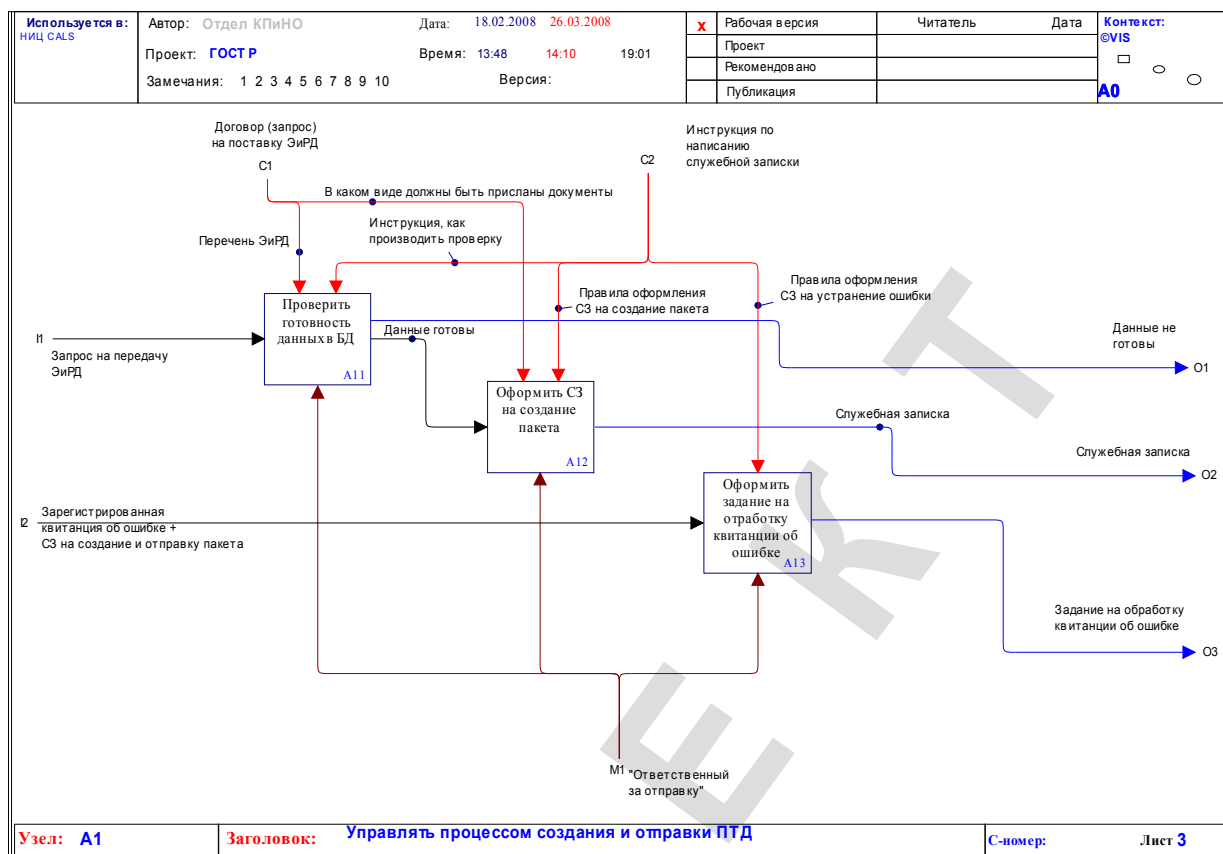 Используется в:
НИЦ CALS
Автор: Отдел КПиНО
Дата: 18.02.2008 26.03.2008
Проект: ГОСТ Р
Время: 13:48 14:10 19:01
Замечания: 1 2 3 4 5 6 7 8 9 10
Версия:
x Рабочая версия
Проект
Рекомендовано
Публикация
Читатель Дата
Контекст:
©VIS
A0
Договор (запрос)
на поставку ЭиРД
C1
Инструкция по
написанию
служебной записки
C2
В каком виде должны быть присланы документы
Инструкция, как
производить проверку
Перечень ЭиРД
Правила оформления
СЗ на создание пакета
Правила оформления
СЗ на устранение ошибки
Проверить
готовность
данных в БД
A11
Данные готовы
I1
Запрос на передачу
ЭиРД
Данные не
готовы
O1
Оформить СЗ
на создание
пакета
A12
Служебная записка
Служебная записка
O2
Оформить
задание на
отработку
квитанции об
ошибке
A13
I2
Зарегистрированная
квитанция об ошибке +
СЗ на создание и отправку пакета
Задание на обработку
квитанции об ошибке
O3
M1
"Ответственный
за отправку"
Е К Т
Узел: A1
Заголовок: Управлять процессом создания и отправки ПТД
С-номер:
Лист 3